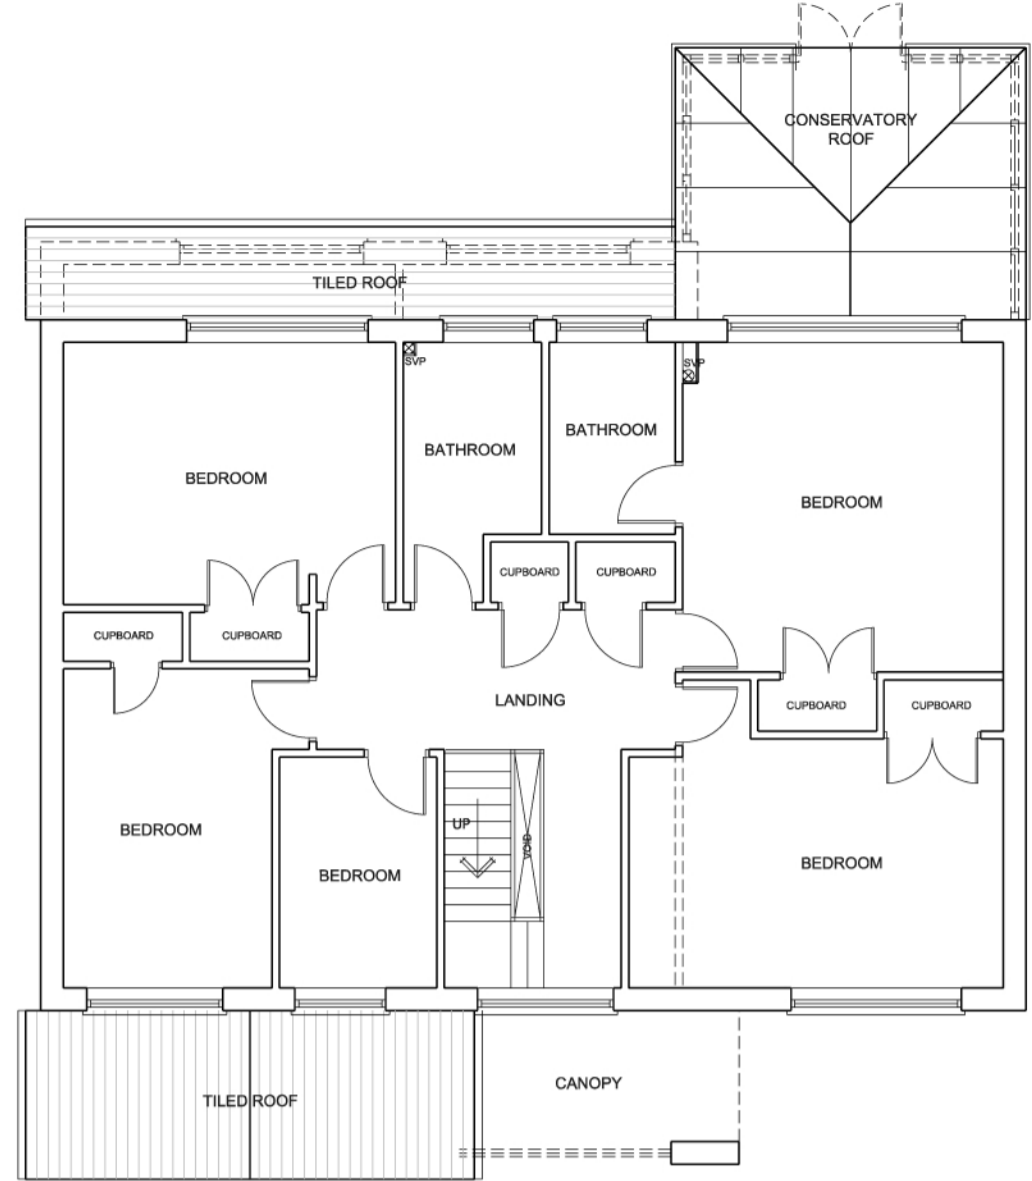 CONSERVATORY
ROOF
TILED ROOF
SVP
SVP
BATHROOM
BATHROOM
BEDROOM
BEDROOM
CUPBOARD
CUPBOARD
CUPBOARD
CUPBOARD
LANDING
CUPBOARD
CUPBOARD
UP
VOID
BEDROOM
BEDROOM
BEDROOM
CANOPY
TILED ROOF